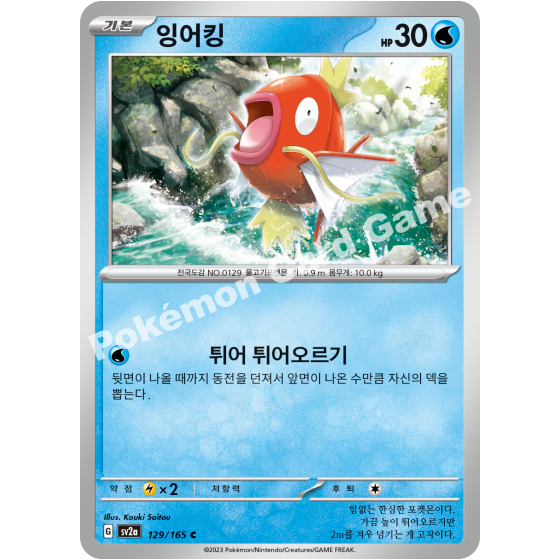 기본 잉어킹 HP 30
전국도감 NO.0129 물고기포켓몬 키: 0.9 m 몸무게: 10.0 kg
Pokémon Card Game
튀어 튀어오르기
뒷면이 나올 때까지 동전을 던져서 앞면이 나온 수만큼 자신의 덱을
뽑는다.
약점 ×2 저항력 후퇴
Illus. Kouki Saitou
G sv2a 129/165 C
힘없는 한심한 포켓몬이다.
가끔 높이 뛰어오르지만
2m를 겨우 넘기는 게 고작이다.
©2023 Pokémon/Nintendo/Creatures/GAME FREAK.